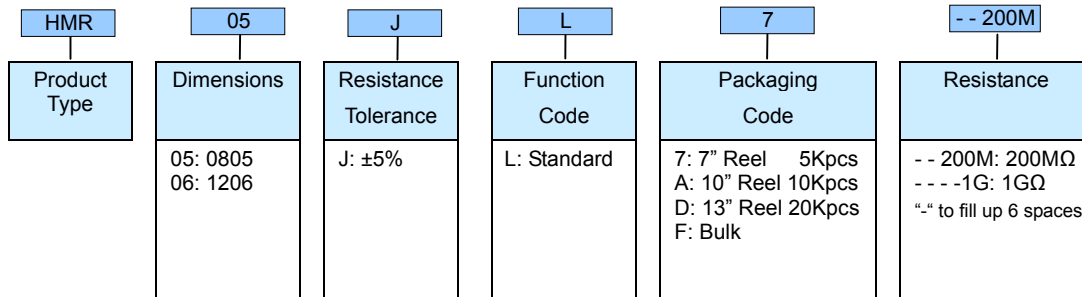 HMR 05 J L 7 - - 200M
Product
Type
Dimensions
05: 0805
06: 1206
Resistance
Tolerance
J: ±5%
Function
Code
L: Standard
Packaging
Code
7: 7” Reel 5Kpcs
A: 10” Reel 10Kpcs
D: 13” Reel 20Kpcs
F: Bulk
Resistance
- - 200M: 200MΩ
- - - -1G: 1GΩ
“-“ to fill up 6 spaces